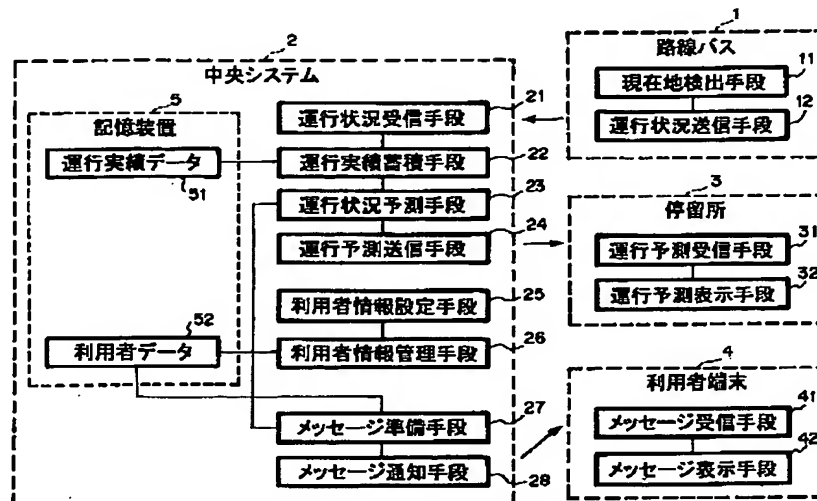 2
中央システム
5
記憶装置
運行実績データ
51
利用者データ
52
運行状況受信手段
21
運行実績蓄積手段
22
運行状況予測手段
23
運行予測送信手段
24
利用者情報設定手段
25
利用者情報管理手段
26
メッセージ準備手段
27
メッセージ通知手段
28
1
路線バス
現在地検出手段
11
運行状況送信手段
12
3
停留所
運行予測受信手段
31
運行予測表示手段
32
4
利用者端末
メッセージ受信手段
41
メッセージ表示手段
42